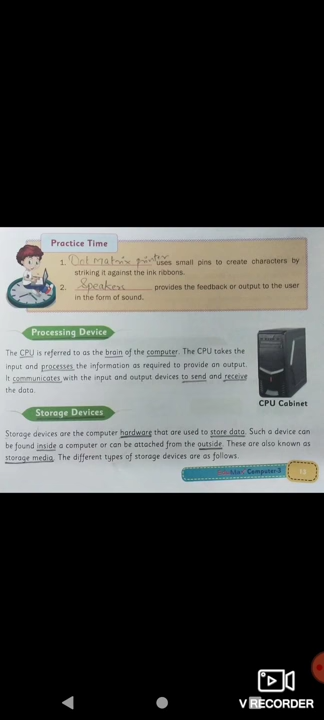 Practice Time
1. Dot matrix printer uses small pins to create characters by
striking it against the ink ribbons.
2. Speaker provides the feedback or output to the user
in the form of sound.
Processing Device
The CPU is referred to as the brain of the computer. The CPU takes the
input and processes the information as required to provide an output.
It communicates with the input and output devices to send and receive
the data.
CPU Cabinet
Storage Devices
Storage devices are the computer hardware that are used to store data. Such a device can
be found inside a computer or can be attached from the outside. These are also known as
storage media. The different types of storage devices are as follows.
Computer-3
V RECORDER